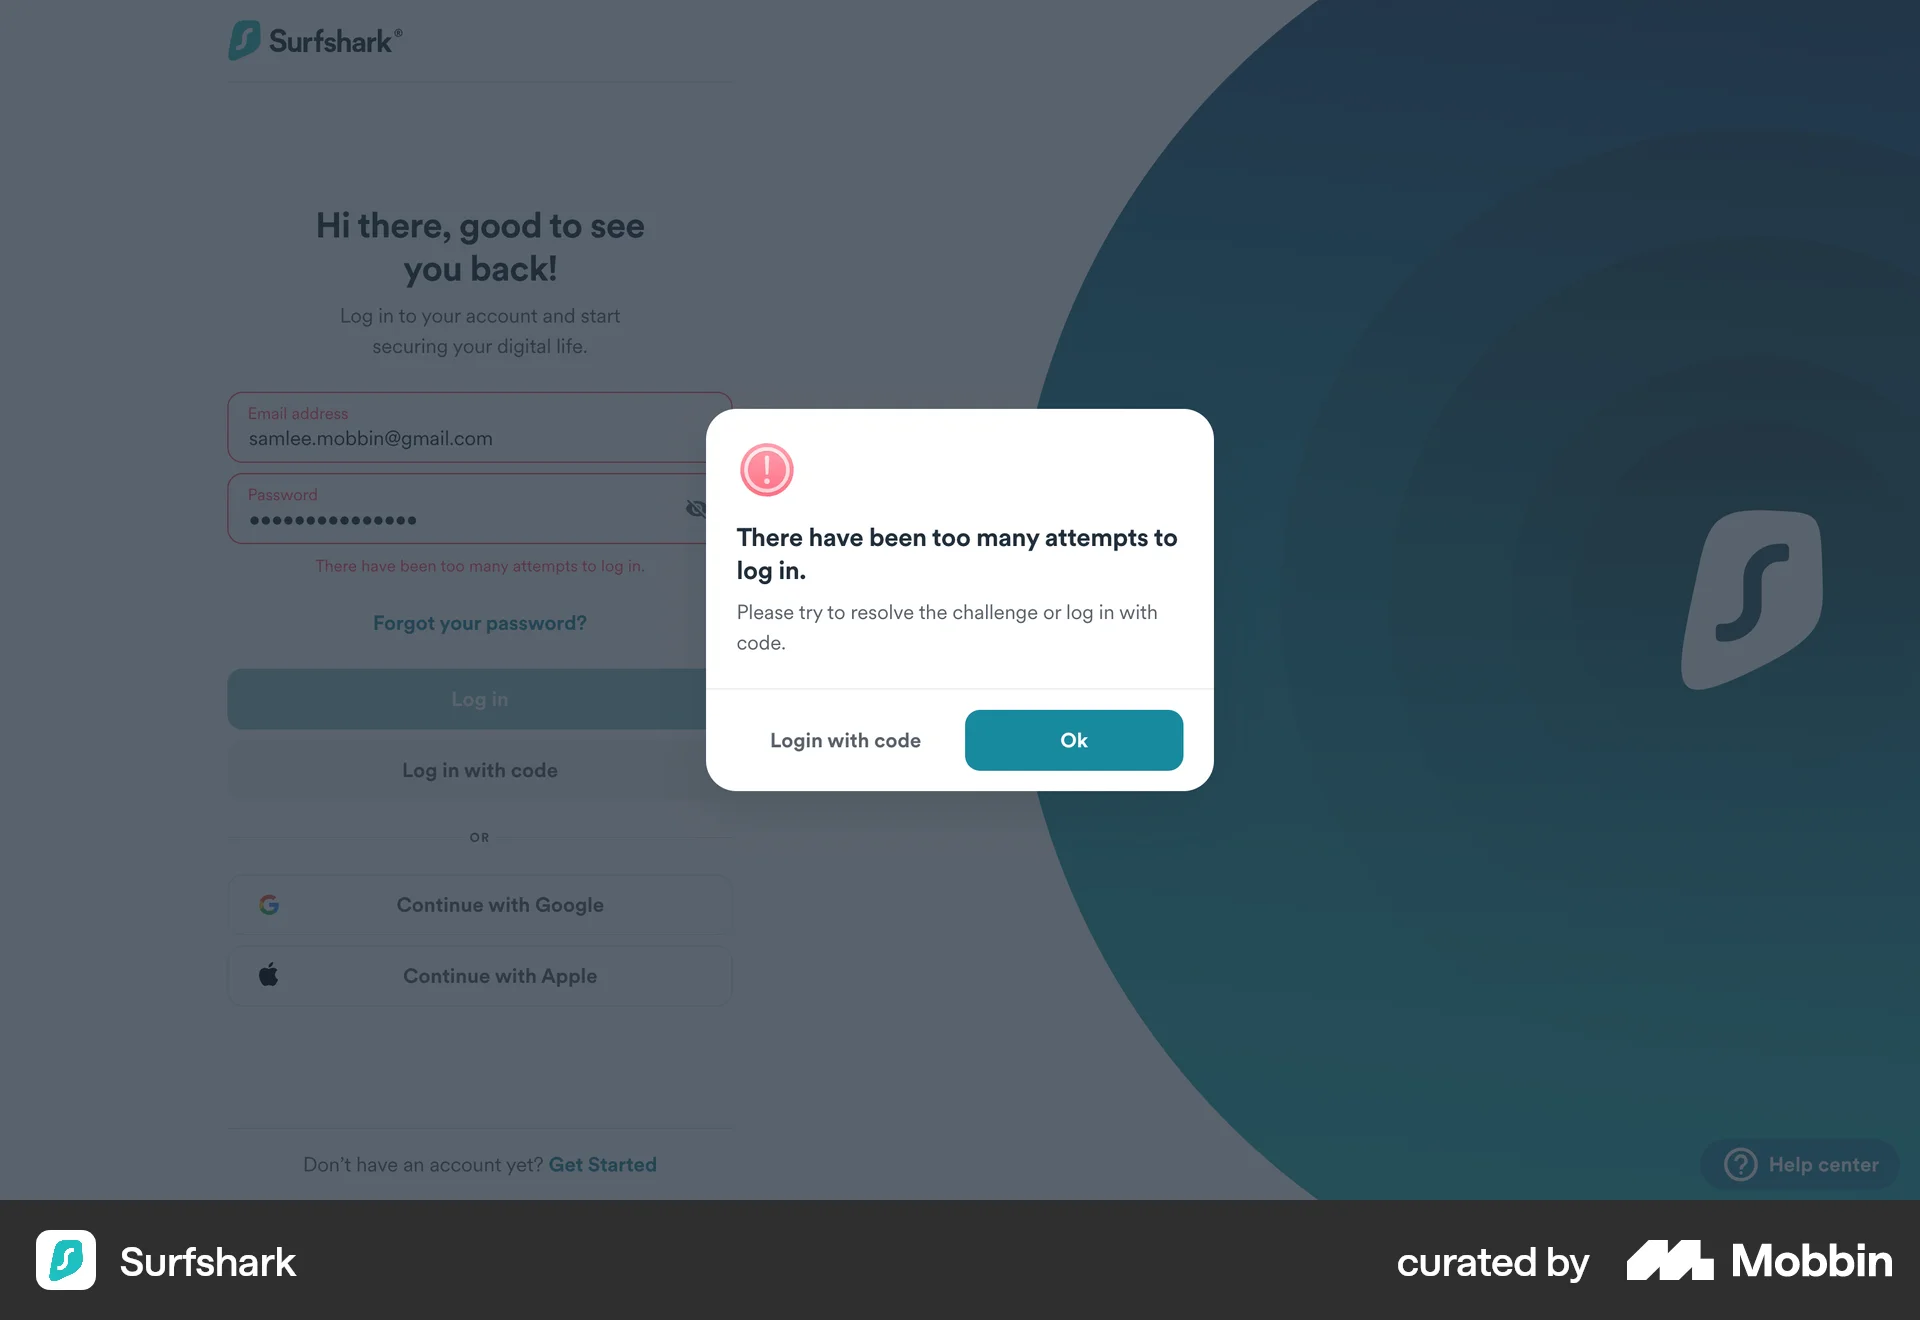 Surfshark®
Hi there, good to see
you back!
Log in to your account and start
securing your digital life.
Email address
samlee.mobbin@gmail.com
Password
●●●●●●●●●●●●●●●
There have been too many attempts to log in.
Forgot your password?
Log in
Log in with code
OR
Continue with Google
Continue with Apple
Don't have an account yet? Get Started
There have been too many attempts to
log in.
Please try to resolve the challenge or log in with
code.
Login with code
Ok
Help center
Surfshark
curated by Mobbin